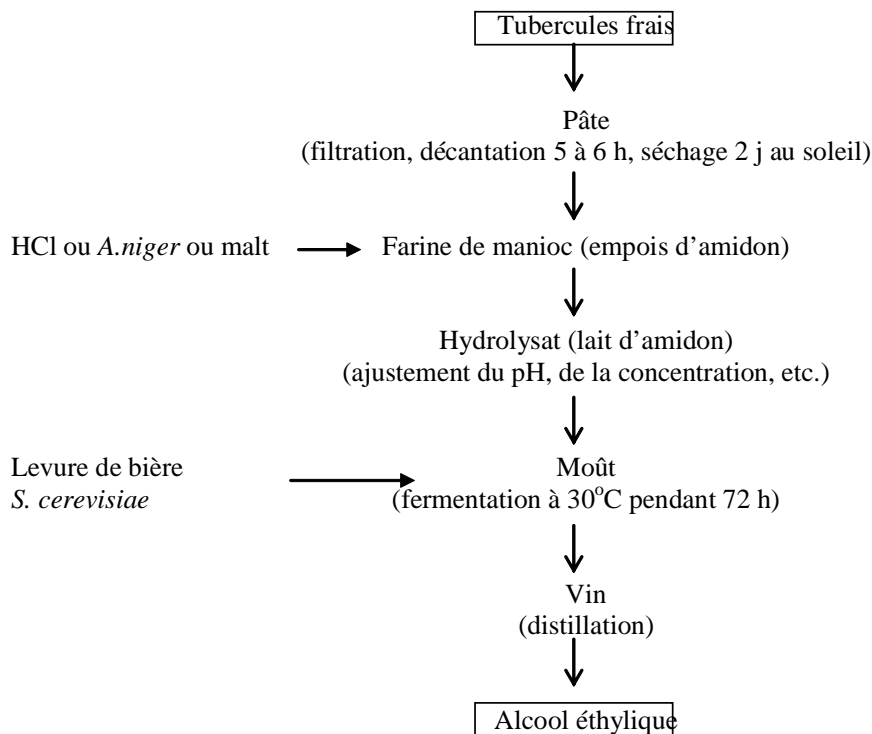 Tubercules frais
Pâte
(filtration, décantation 5 à 6 h, séchage 2 j au soleil)
HCl ou A.niger ou malt
Farine de manioc (empois d’amidon)
Hydrolysat (lait d’amidon)
(ajustement du pH, de la concentration, etc.)
Levure de bière
S. cerevisiae
Moût
(fermentation à 30°C pendant 72 h)
Vin
(distillation)
Alcool éthylique